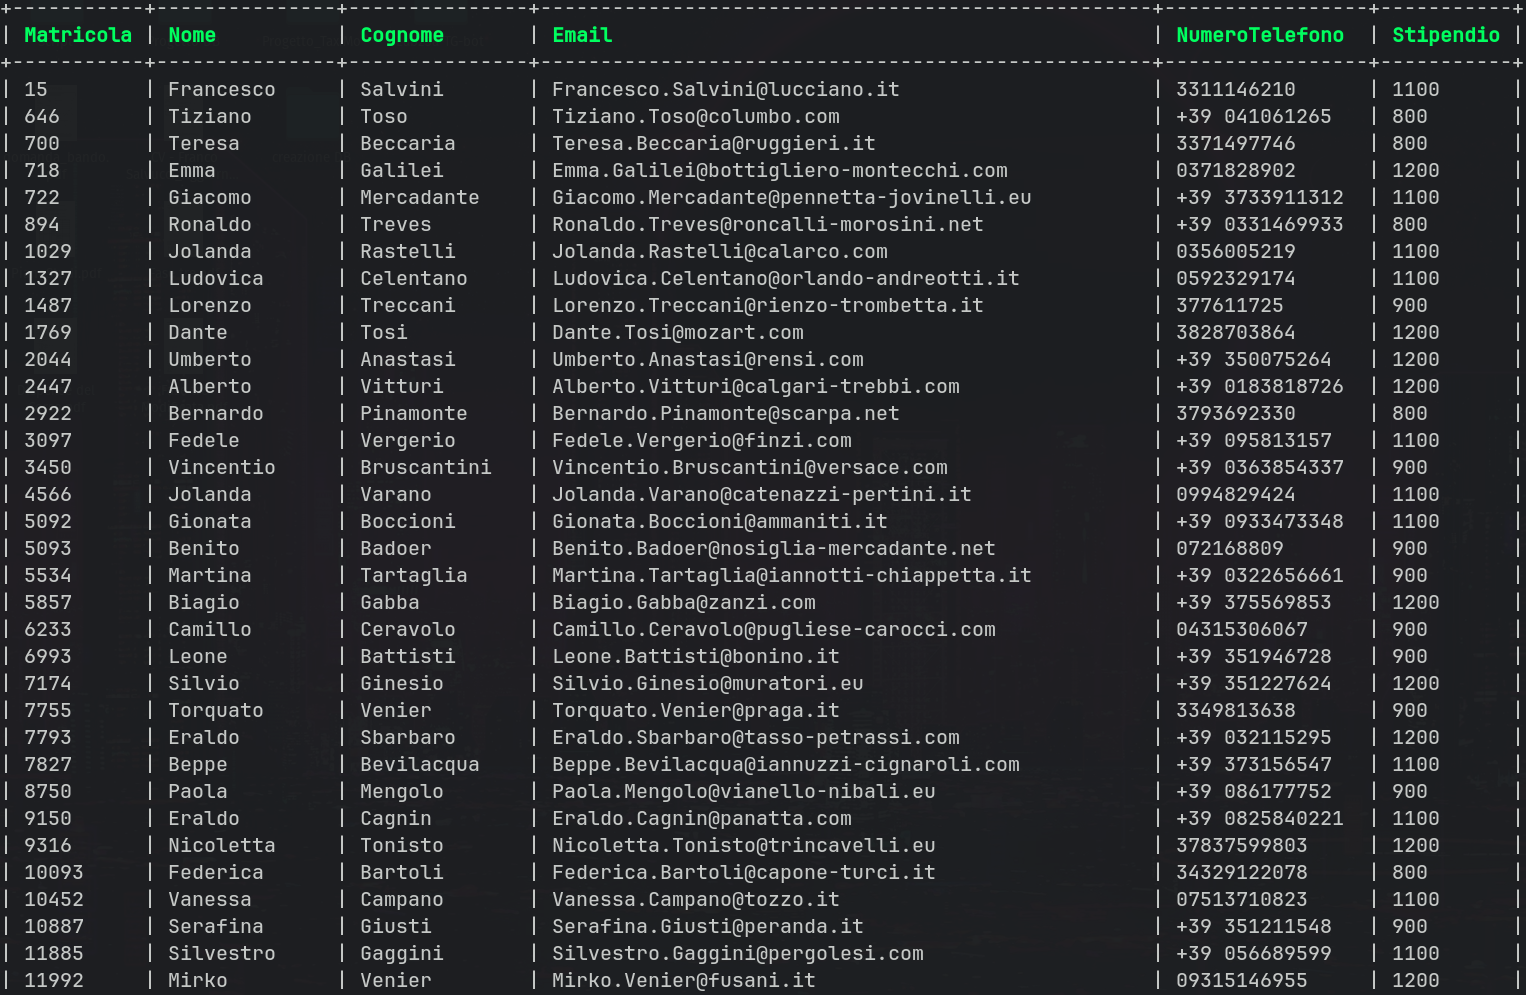 +-----------+---------------+---------------+---------------------------------------------------+-----------------+-----------+
| Matricola | Nome          | Cognome       | Email                                             | NumeroTelefono  | Stipendio |
+-----------+---------------+---------------+---------------------------------------------------+-----------------+-----------+
| 15 | Francesco | Salvini | Francesco.Salvini@lucciano.it | 3311146210 | 1100 |
| 646 | Tiziano | Toso | Tiziano.Toso@columbo.com | +39 041061265 | 800 |
| 700 | Teresa | Beccaria | Teresa.Beccaria@ruggieri.it | 3371497746 | 800 |
| 718 | Emma | Galilei | Emma.Galilei@bottigliero-montecchi.com | 0371828902 | 1200 |
| 722 | Giacomo | Mercadante | Giacomo.Mercadante@pennetta-jovinelli.eu | +39 3733911312 | 1100 |
| 894 | Ronaldo | Treves | Ronaldo.Treves@roncalli-morosini.net | +39 0331469933 | 800 |
| 1029 | Jolanda | Rastelli | Jolanda.Rastelli@calarco.com | 0356005219 | 1100 |
| 1327 | Ludovica | Celentano | Ludovica.Celentano@orlando-andreotti.it | 0592329174 | 1100 |
| 1487 | Lorenzo | Treccani | Lorenzo.Treccani@rienzo-trombetta.it | 377611725 | 900 |
| 1769 | Dante | Tosi | Dante.Tosi@mozart.com | 3828703864 | 1200 |
| 2044 | Umberto | Anastasi | Umberto.Anastasi@rensi.com | +39 350075264 | 1200 |
| 2447 | Alberto | Vitturi | Alberto.Vitturi@calgari-trebbi.com | +39 0183818726 | 1200 |
| 2922 | Bernardo | Pinamonte | Bernardo.Pinamonte@scarpa.net | 3793692330 | 800 |
| 3097 | Fedele | Vergerio | Fedele.Vergerio@finzi.com | +39 095813157 | 1100 |
| 3450 | Vincentio | Bruscantini | Vincentio.Bruscantini@versace.com | +39 0363854337 | 900 |
| 4566 | Jolanda | Varano | Jolanda.Varano@catenazzi-pertini.it | 0994829424 | 1100 |
| 5092 | Gionata | Boccioni | Gionata.Boccioni@ammaniti.it | +39 0933473348 | 1100 |
| 5093 | Benito | Badoer | Benito.Badoer@nosiglia-mercadante.net | 072168809 | 900 |
| 5534 | Martina | Tartaglia | Martina.Tartaglia@iannotti-chiappetta.it | +39 0322656661 | 900 |
| 5857 | Biagio | Gabba | Biagio.Gabba@zanzi.com | +39 375569853 | 1200 |
| 6233 | Camillo | Ceravolo | Camillo.Ceravolo@pugliese-carocci.com | 04315306067 | 900 |
| 6993 | Leone | Battisti | Leone.Battisti@bonino.it | +39 351946728 | 900 |
| 7174 | Silvio | Ginesio | Silvio.Ginesio@muratori.eu | +39 351227624 | 1200 |
| 7755 | Torquato | Venier | Torquato.Venier@praga.it | 3349813638 | 900 |
| 7793 | Eraldo | Sbarbaro | Eraldo.Sbarbaro@tasso-petrassi.com | +39 032115295 | 1200 |
| 7827 | Beppe | Bevilacqua | Beppe.Bevilacqua@iannuzzi-cignaroli.com | +39 373156547 | 1100 |
| 8750 | Paola | Mengolo | Paola.Mengolo@vianello-nibali.eu | +39 086177752 | 900 |
| 9150 | Eraldo | Cagnin | Eraldo.Cagnin@panatta.com | +39 0825840221 | 1100 |
| 9316 | Nicoletta | Tonisto | Nicoletta.Tonisto@trincavelli.eu | 37837599803 | 1200 |
| 10093 | Federica | Bartoli | Federica.Bartoli@capone-turci.it | 34329122078 | 800 |
| 10452 | Vanessa | Campano | Vanessa.Campano@tozzo.it | 07513710823 | 1100 |
| 10887 | Serafina | Giusti | Serafina.Giusti@peranda.it | +39 351211548 | 900 |
| 11885 | Silvestro | Gaggini | Silvestro.Gaggini@pergolesi.com | +39 056689599 | 1100 |
| 11992 | Mirko | Venier | Mirko.Venier@fusani.it | 09315146955 | 1200 |